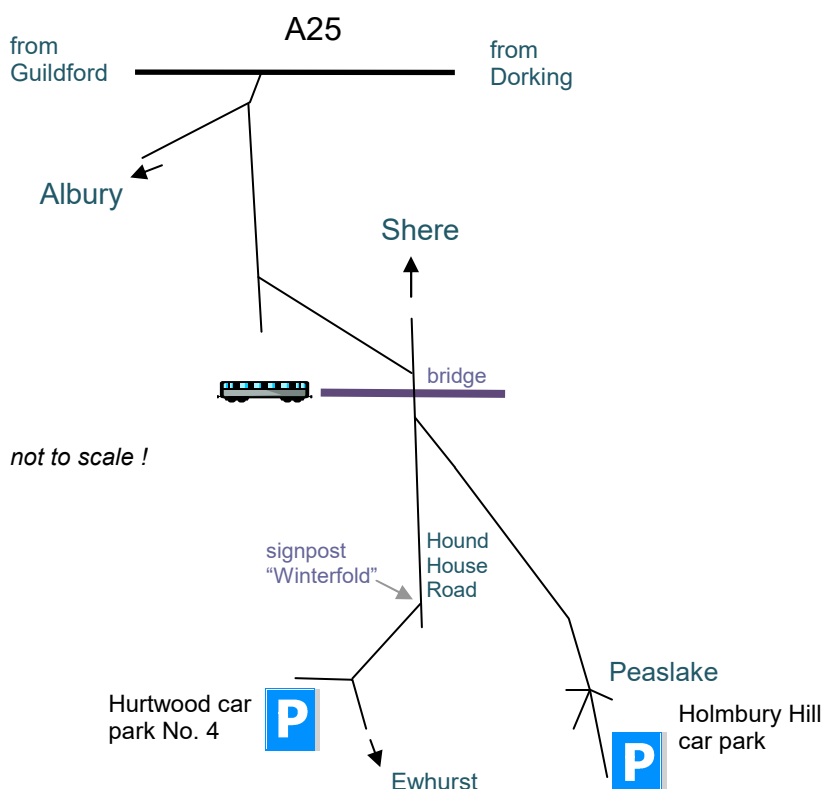 A25
from
Guildford
from
Dorking
Albury
Shere
bridge
not to scale !
signpost
“Winterfold”
Hound
House
Road
Peaslake
Hurtwood car
park No. 4
P
Holmbury Hill
car park
P
Ewhurst